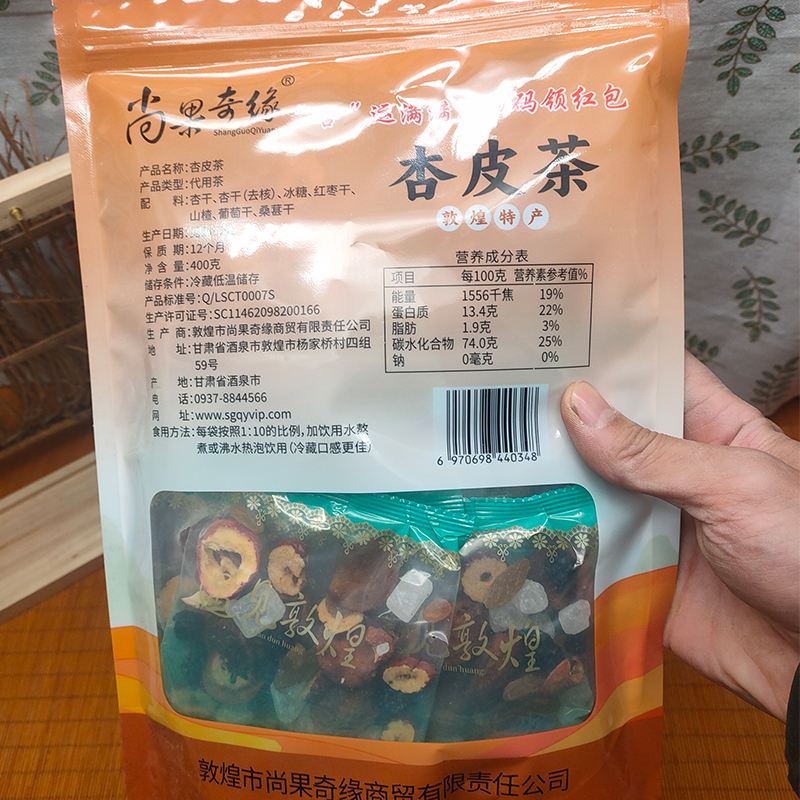 尚果奇缘®
ShangGuoQiYuan
运满满 码领红包
杏皮茶
敦煌特产
产品名称:杏皮茶
产品类型:代用茶
配料:杏干、杏干(去核)、冰糖、红枣干、
山楂、葡萄干、桑葚干
生产日期:
保质期:12个月
净含量:400克
储存条件:冷藏低温储存
产品标准号:Q/LSCT0007S
生产许可证号:SC11462098200166
生产商:敦煌市尚果奇缘商贸有限责任公司
地址:甘肃省酒泉市敦煌市杨家桥村四组
59号
产地:甘肃省酒泉市
电话:0937-8844566
网址:www.sgqyvip.com
食用方法:每袋按照1:10的比例,加饮用水熬
煮或沸水热泡饮用(冷藏口感更佳)
营养成分表
项目 每100克 营养素参考值%
能量 1556千焦 19%
蛋白质 13.4克 22%
脂肪 1.9克 3%
碳水化合物 74.0克 25%
钠 0毫克 0%
6 970698 440348
敦煌
dun huang
敦煌
dun huang
敦煌市尚果奇缘商贸有限责任公司